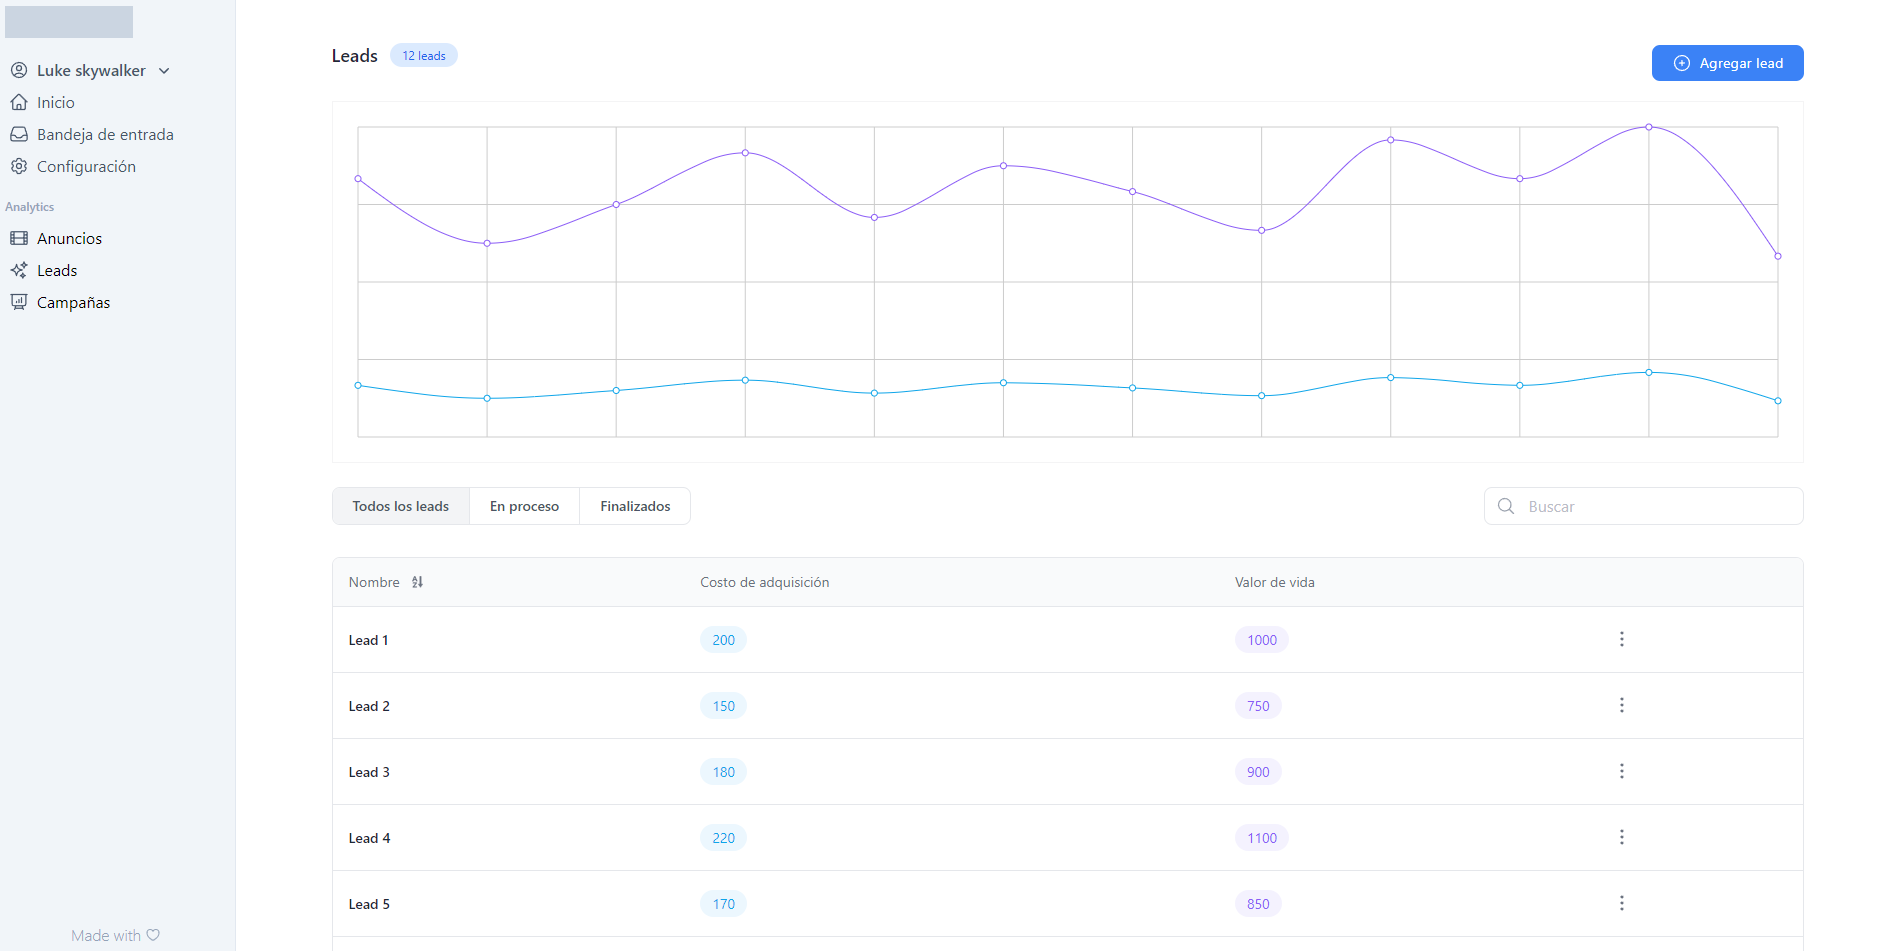 Luke skywalker
Inicio
Bandeja de entrada
Configuración
Analytics
Anuncios
Leads
Campañas
Made with
Leads 12 leads
Agregar lead
Todos los leads En proceso Finalizados
Buscar
Nombre Costo de adquisición Valor de vida
Lead 1 200 1000
Lead 2 150 750
Lead 3 180 900
Lead 4 220 1100
Lead 5 170 850